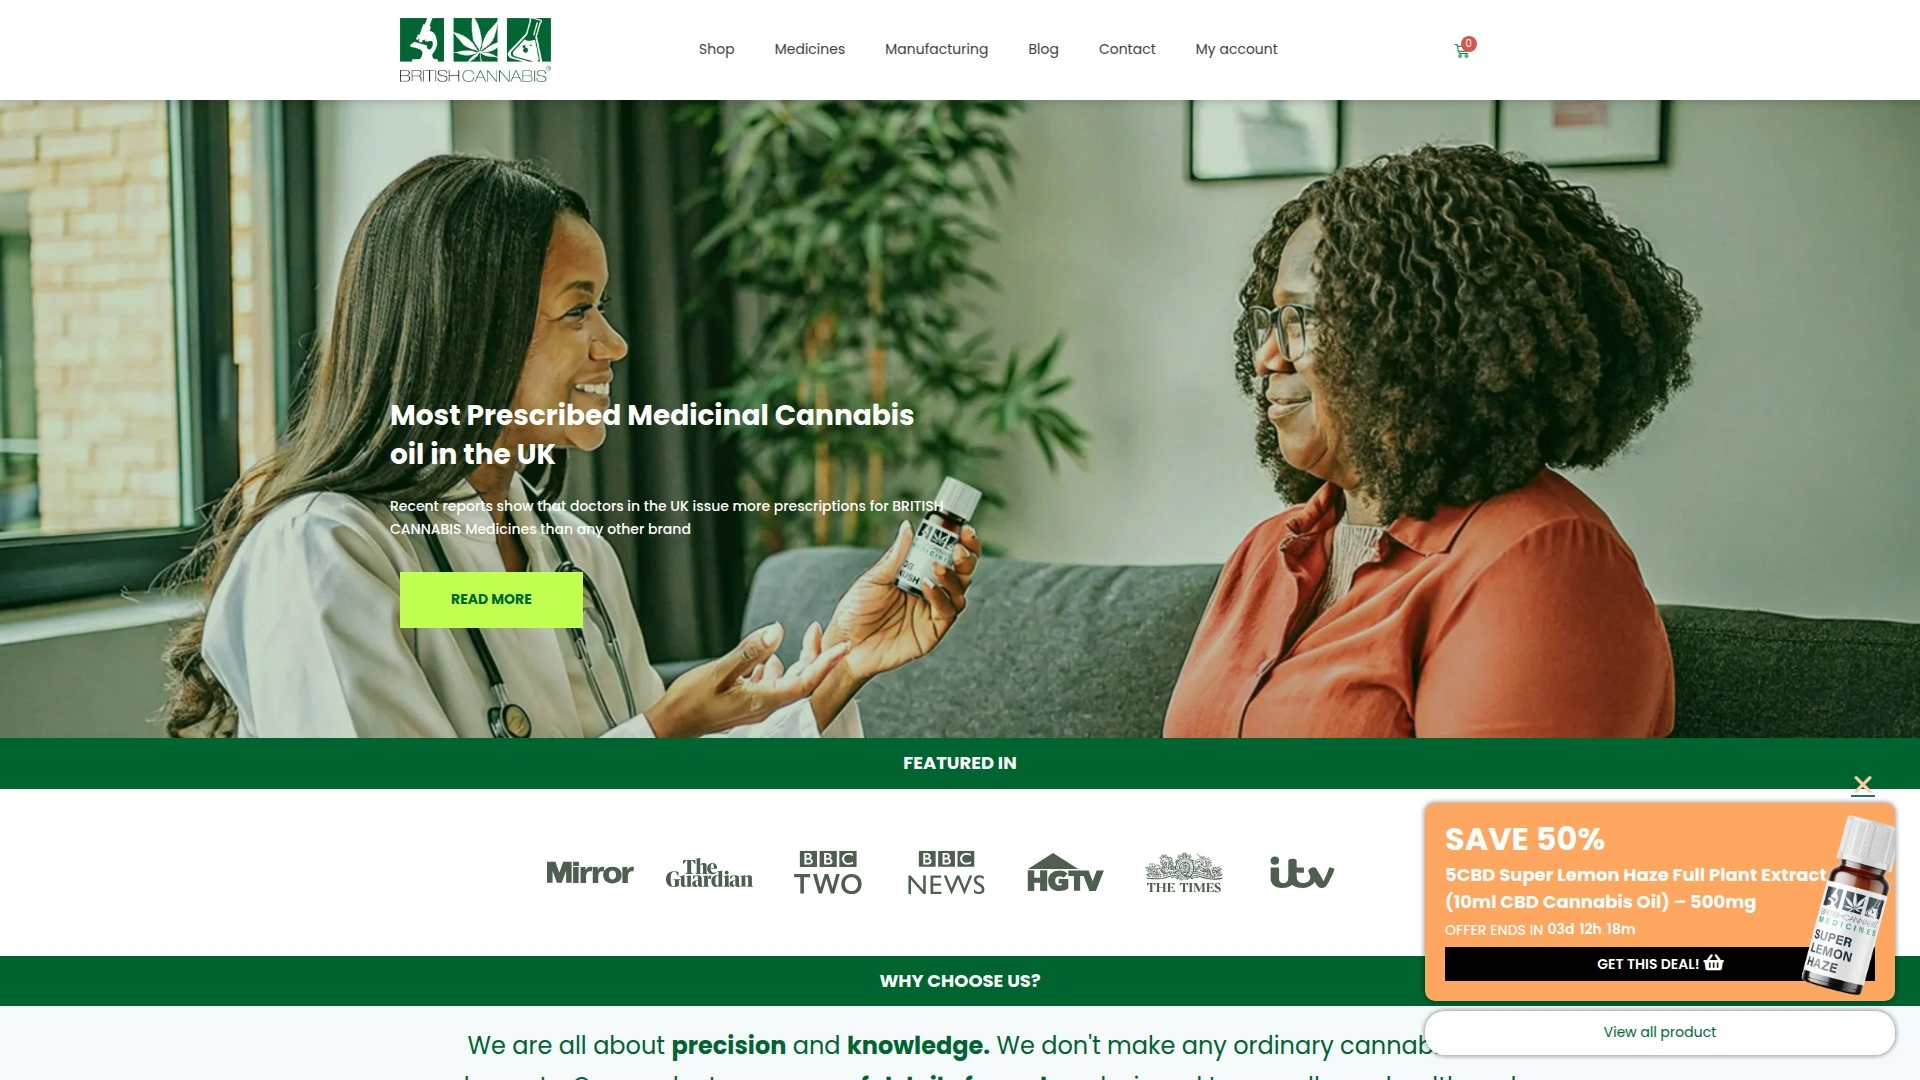 BRITISH CANNABIS®
Shop
Medicines
Manufacturing
Blog
Contact
My account
0
Most Prescribed Medicinal Cannabis
oil in the UK
Recent reports show that doctors in the UK issue more prescriptions for BRITISH
CANNABIS Medicines than any other brand
READ MORE
OG
KUSH
FEATURED IN
Mirror
The
Guardian
BBC
TWO
BBC
NEWS
HGTV
THE TIMES
itv
SAVE 50%
5CBD Super Lemon Haze Full Plant Extract
(10ml CBD Cannabis Oil) – 500mg
OFFER ENDS IN 03d 12h 18m
GET THIS DEAL!
BRITISH CANNABIS
MEDICINES
SUPER
LEMON
HAZE
View all product
WHY CHOOSE US?
We are all about precision and knowledge. We don't make any ordinary cannab